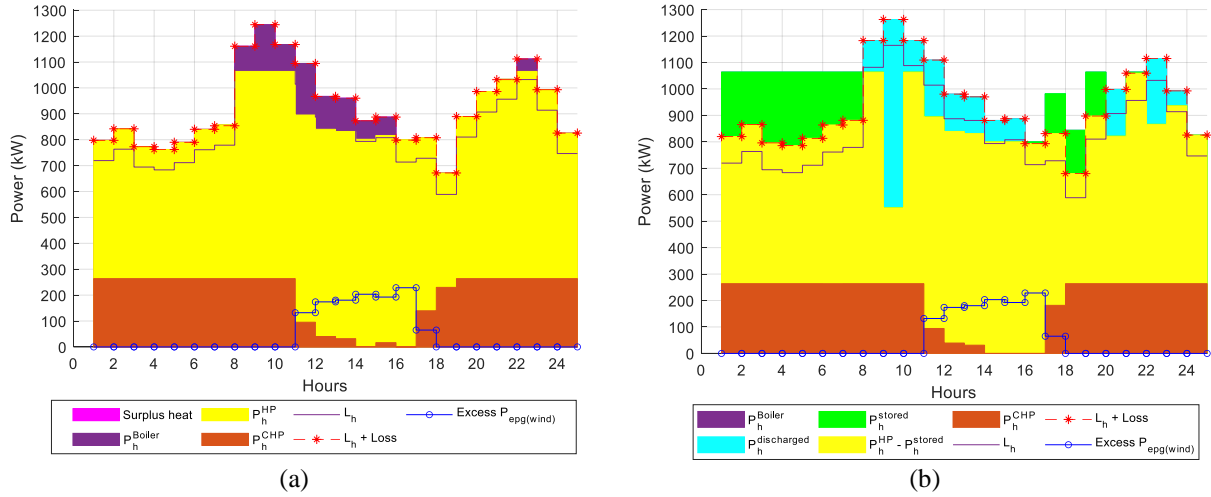 1300
1200
1100
1000
900
800
700
600
500
400
300
200
100
0
Power (kW)
0 2 4 6 8 10 12 14 16 18 20 22 24
Hours
Surplus heat P_h^HP L_h Excess P_epg(wind)
P_h^Boiler P_h^CHP L_h + Loss
(a)
1300
1200
1100
1000
900
800
700
600
500
400
300
200
100
0
Power (kW)
0 2 4 6 8 10 12 14 16 18 20 22 24
Hours
P_h^Boiler P_h^stored P_h^CHP L_h + Loss
P_h^discharged P_h^HP - P_h^stored L_h Excess P_epg(wind)
(b)